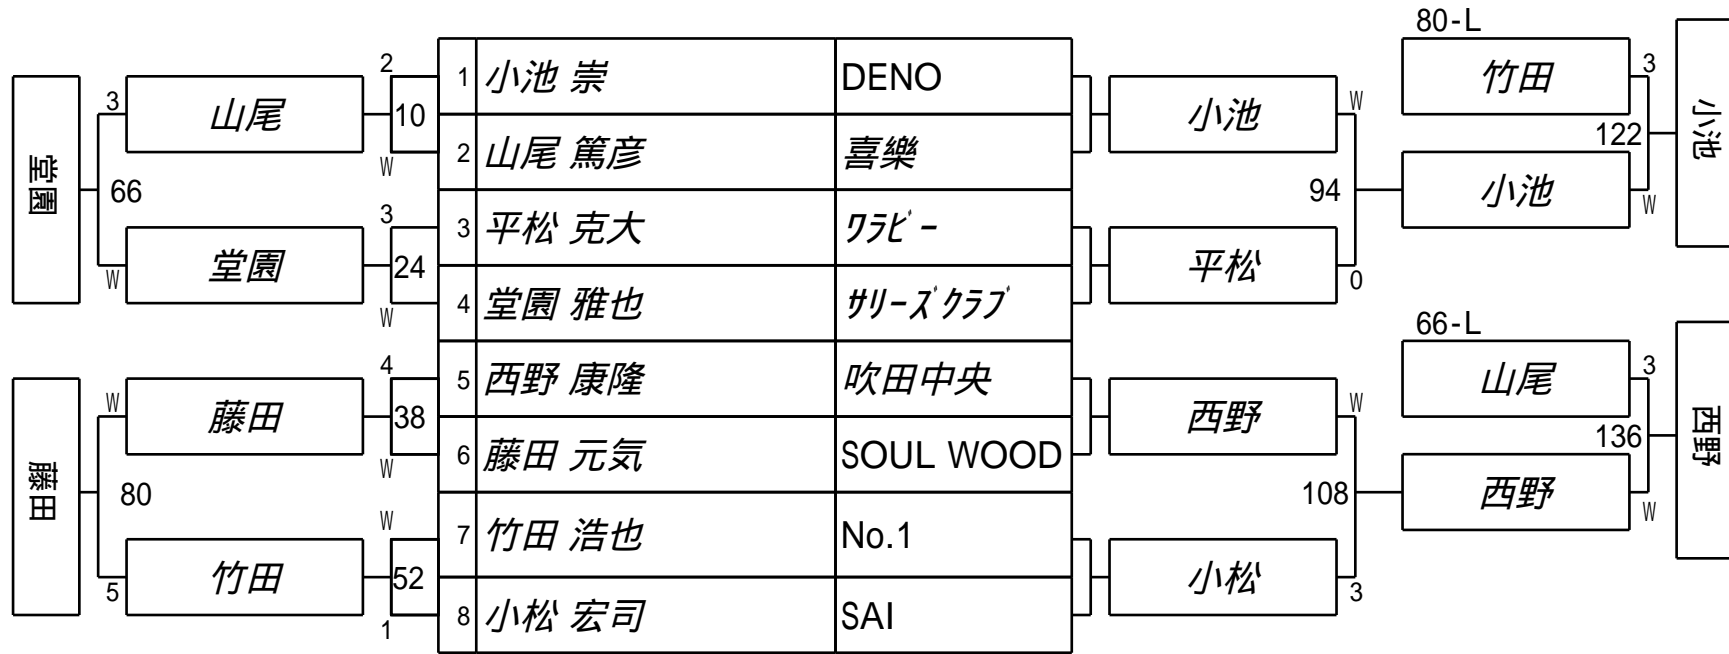 80-L
2
1 小池 崇 DENO
竹田 3
3 山尾 10
小池 W
122 小池
W 2 山尾 篤彦 喜樂
堂園 66
94 小池 W
3
3 平松 克大 ﾜﾗﾋﾞｰ
W 堂園 24
平松 0
W 4 堂園 雅也 ｻﾘｰｽﾞｸﾗﾌﾞ
66-L
4
5 西野 康隆 吹田中央
山尾 3
W 藤田 38
西野 W
136 西野
W 6 藤田 元気 SOUL WOOD
藤田 80
108 西野 W
W
7 竹田 浩也 No.1
5 竹田 52
小松 3
1 8 小松 宏司 SAI